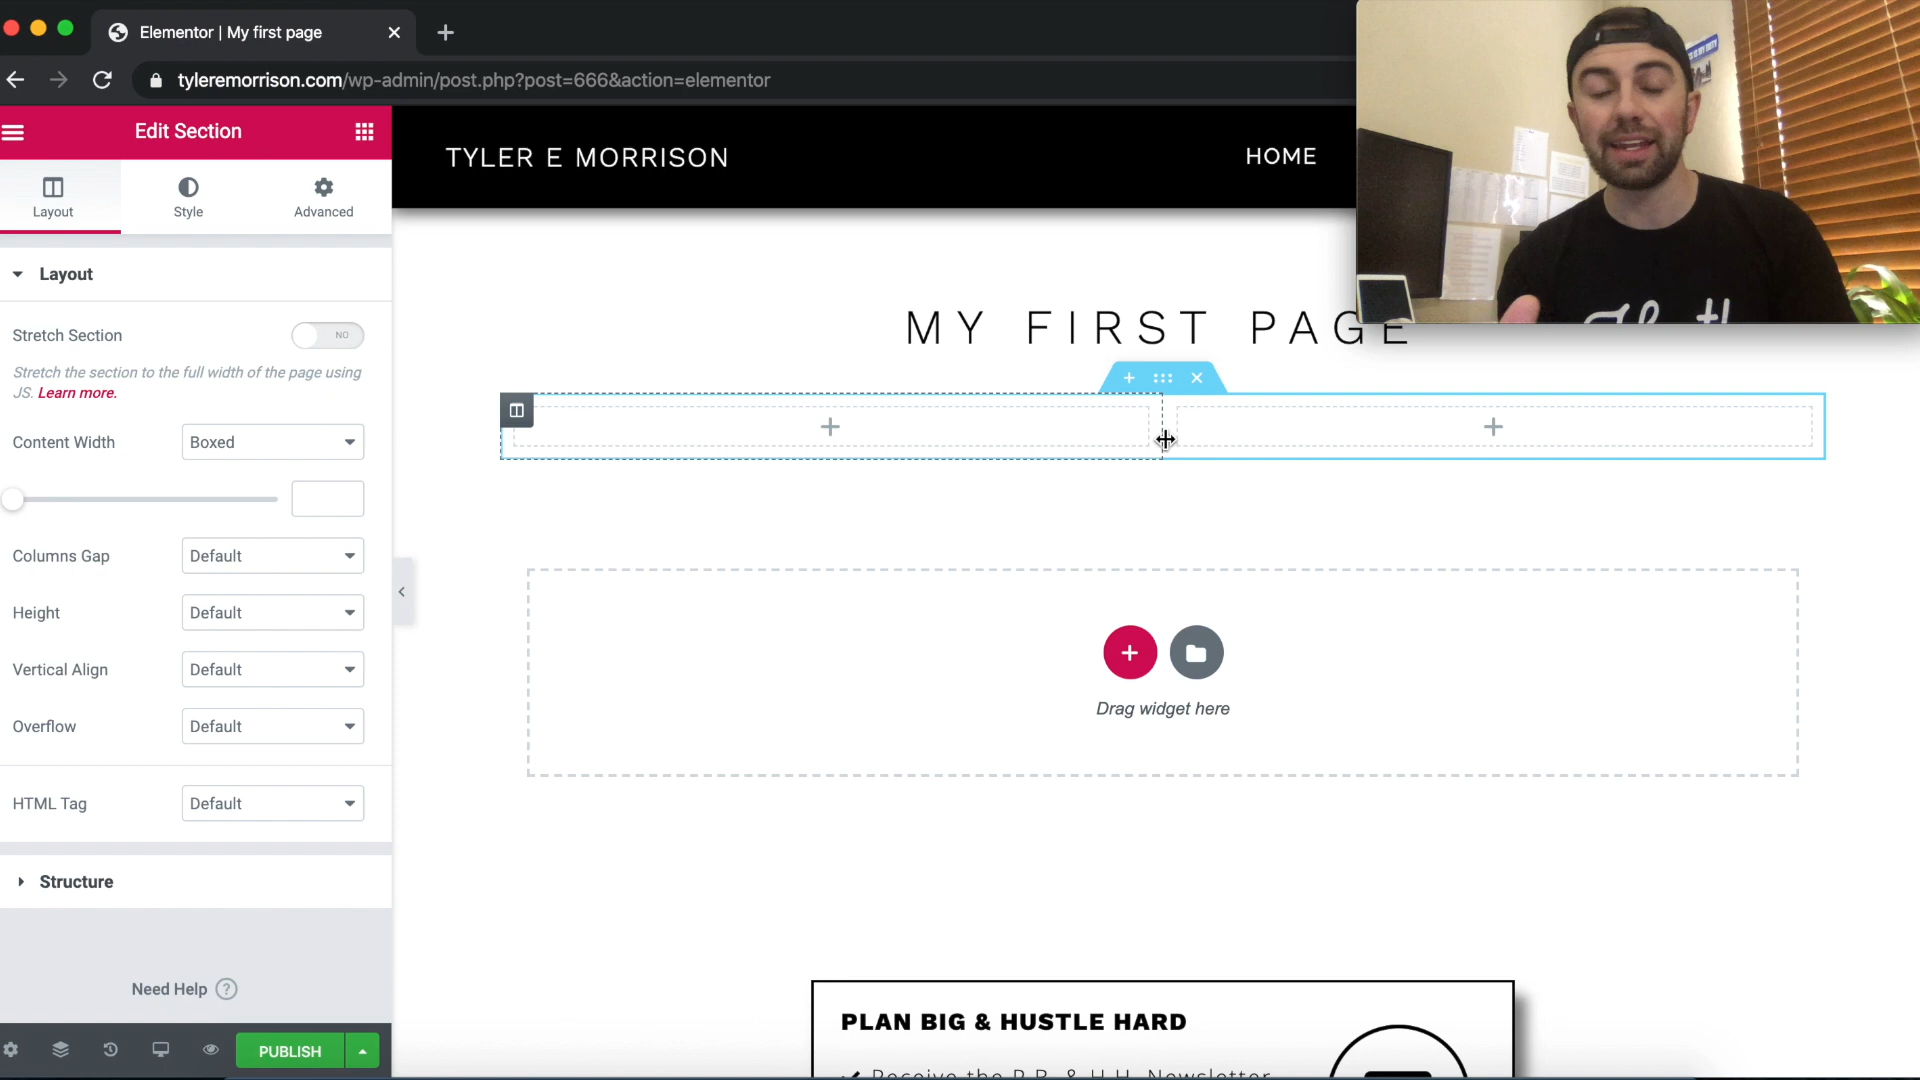 Elementor | My first page
tyleremorrison.com/wp-admin/post.php?post=666&action=elementor
Edit Section
Layout
Style
Advanced
Layout
Stretch Section
NO
Stretch the section to the full width of the page using
JS. Learn more.
Content Width
Boxed
Columns Gap
Default
Height
Default
Vertical Align
Default
Overflow
Default
HTML Tag
Default
Structure
Need Help
PUBLISH
TYLER E MORRISON
HOME
MY FIRST PAGE
Drag widget here
PLAN BIG & HUSTLE HARD
Receive the P.B. & H.H. Newsletter